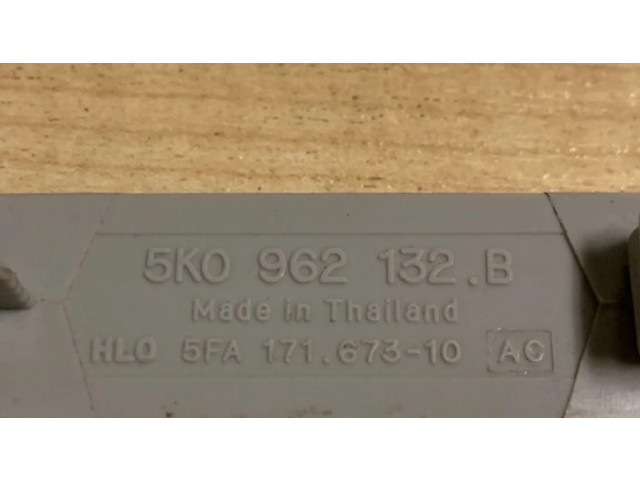 5K0 962 132.B
Made in Thailand
HLO 5FA 171.673-10 AC